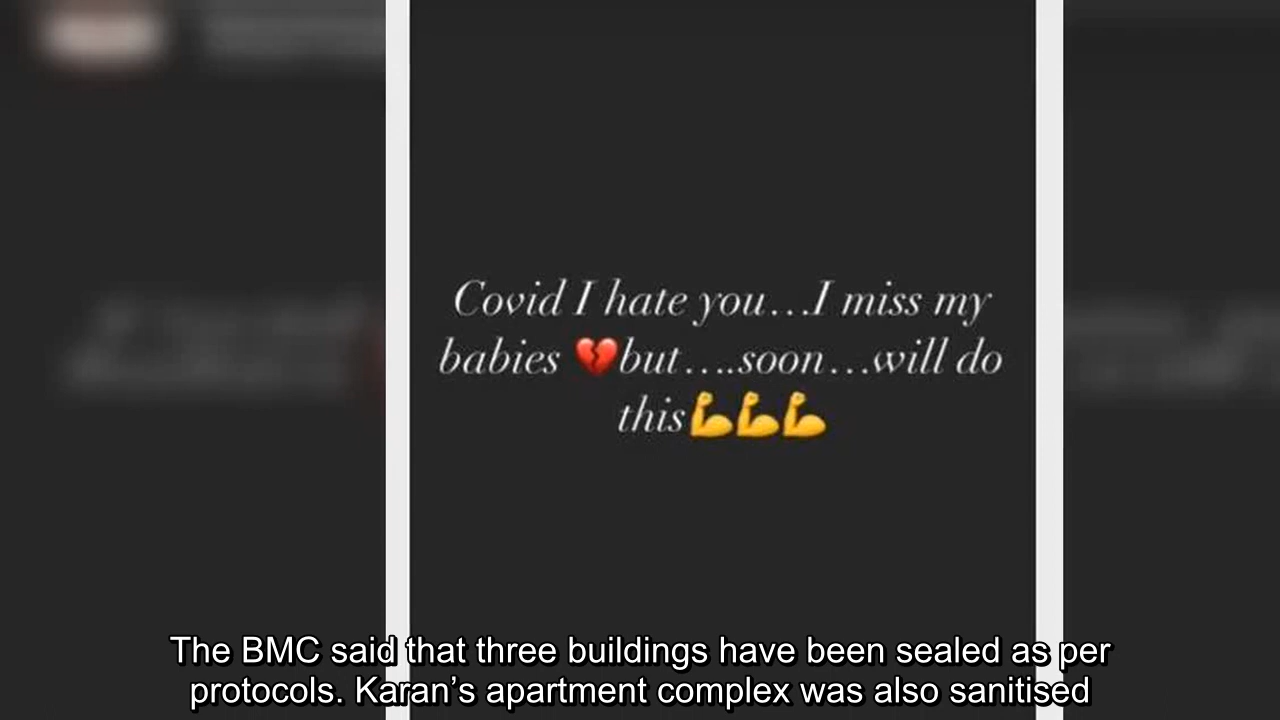 Covid I hate you...I miss my
babies 💔but....soon...will do
this💪💪💪
The BMC said that three buildings have been sealed as per
protocols. Karan’s apartment complex was also sanitised